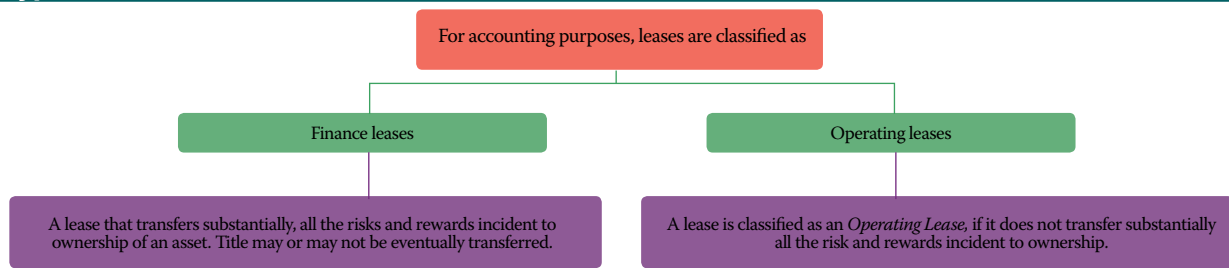 For accounting purposes, leases are classified as
Finance leases
Operating leases
A lease that transfers substantially, all the risks and rewards incident to
ownership of an asset. Title may or may not be eventually transferred.
A lease is classified as an Operating Lease, if it does not transfer substantially
all the risk and rewards incident to ownership.